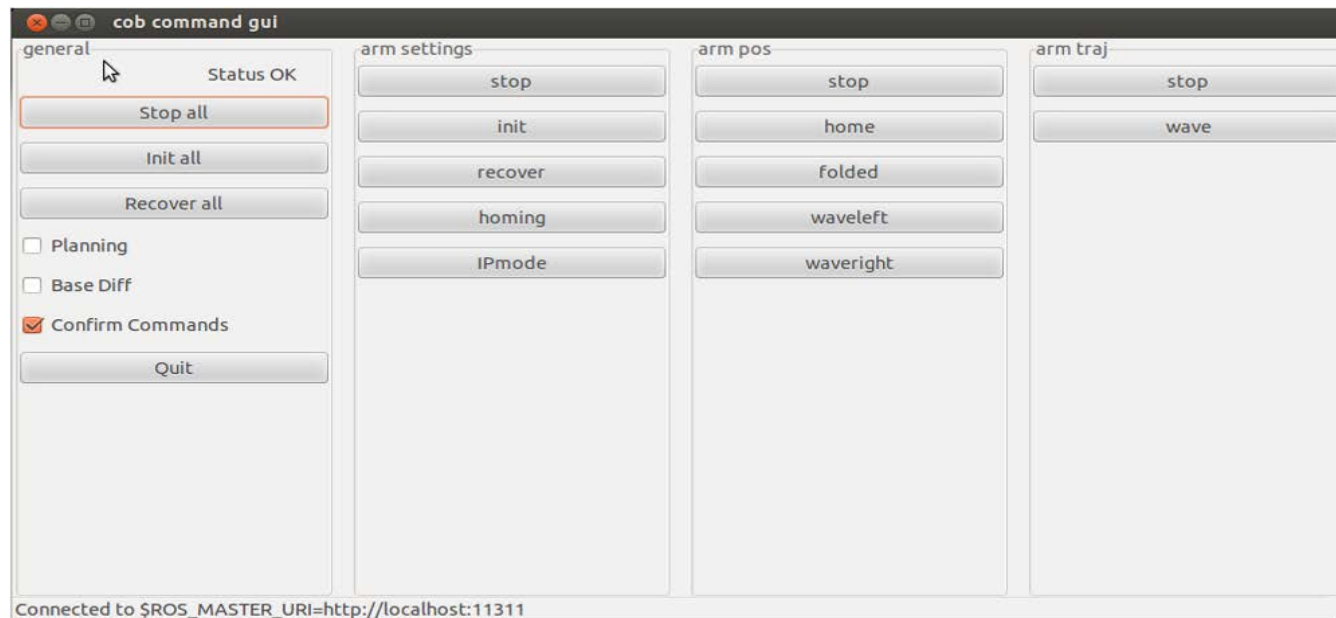 cob command gui
general
Status OK
Stop all
Init all
Recover all
Planning
Base Diff
Confirm Commands
Quit
arm settings
stop
init
recover
homing
IPmode
arm pos
stop
home
folded
waveleft
waveright
arm traj
stop
wave
Connected to $ROS_MASTER_URI=http://localhost:11311